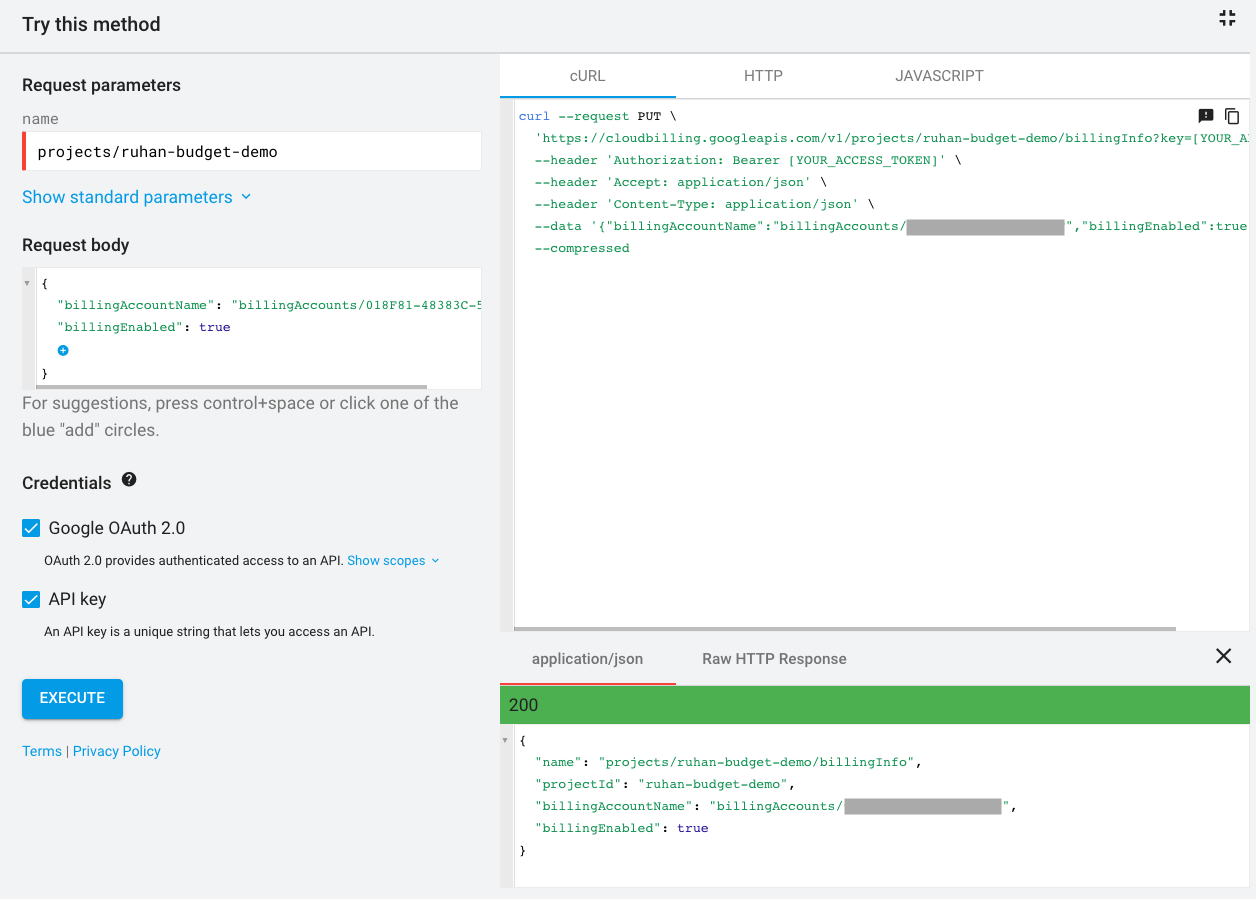 Try this method
Request parameters
name
projects/ruhan-budget-demo
Show standard parameters
Request body
{
"billingAccountName": "billingAccounts/018F81-48383C-5
"billingEnabled": true
}
For suggestions, press control+space or click one of the
blue "add" circles.
Credentials
Google OAuth 2.0
OAuth 2.0 provides authenticated access to an API. Show scopes
API key
An API key is a unique string that lets you access an API.
EXECUTE
Terms | Privacy Policy
cURL HTTP JAVASCRIPT
curl --request PUT \
'https://cloudbilling.googleapis.com/v1/projects/ruhan-budget-demo/billingInfo?key=[YOUR_A
--header 'Authorization: Bearer [YOUR_ACCESS_TOKEN]' \
--header 'Accept: application/json' \
--header 'Content-Type: application/json' \
--data '{"billingAccountName":"billingAccounts/ ","billingEnabled":true
--compressed
application/json Raw HTTP Response
200
{
"name": "projects/ruhan-budget-demo/billingInfo",
"projectId": "ruhan-budget-demo",
"billingAccountName": "billingAccounts/ ",
"billingEnabled": true
}